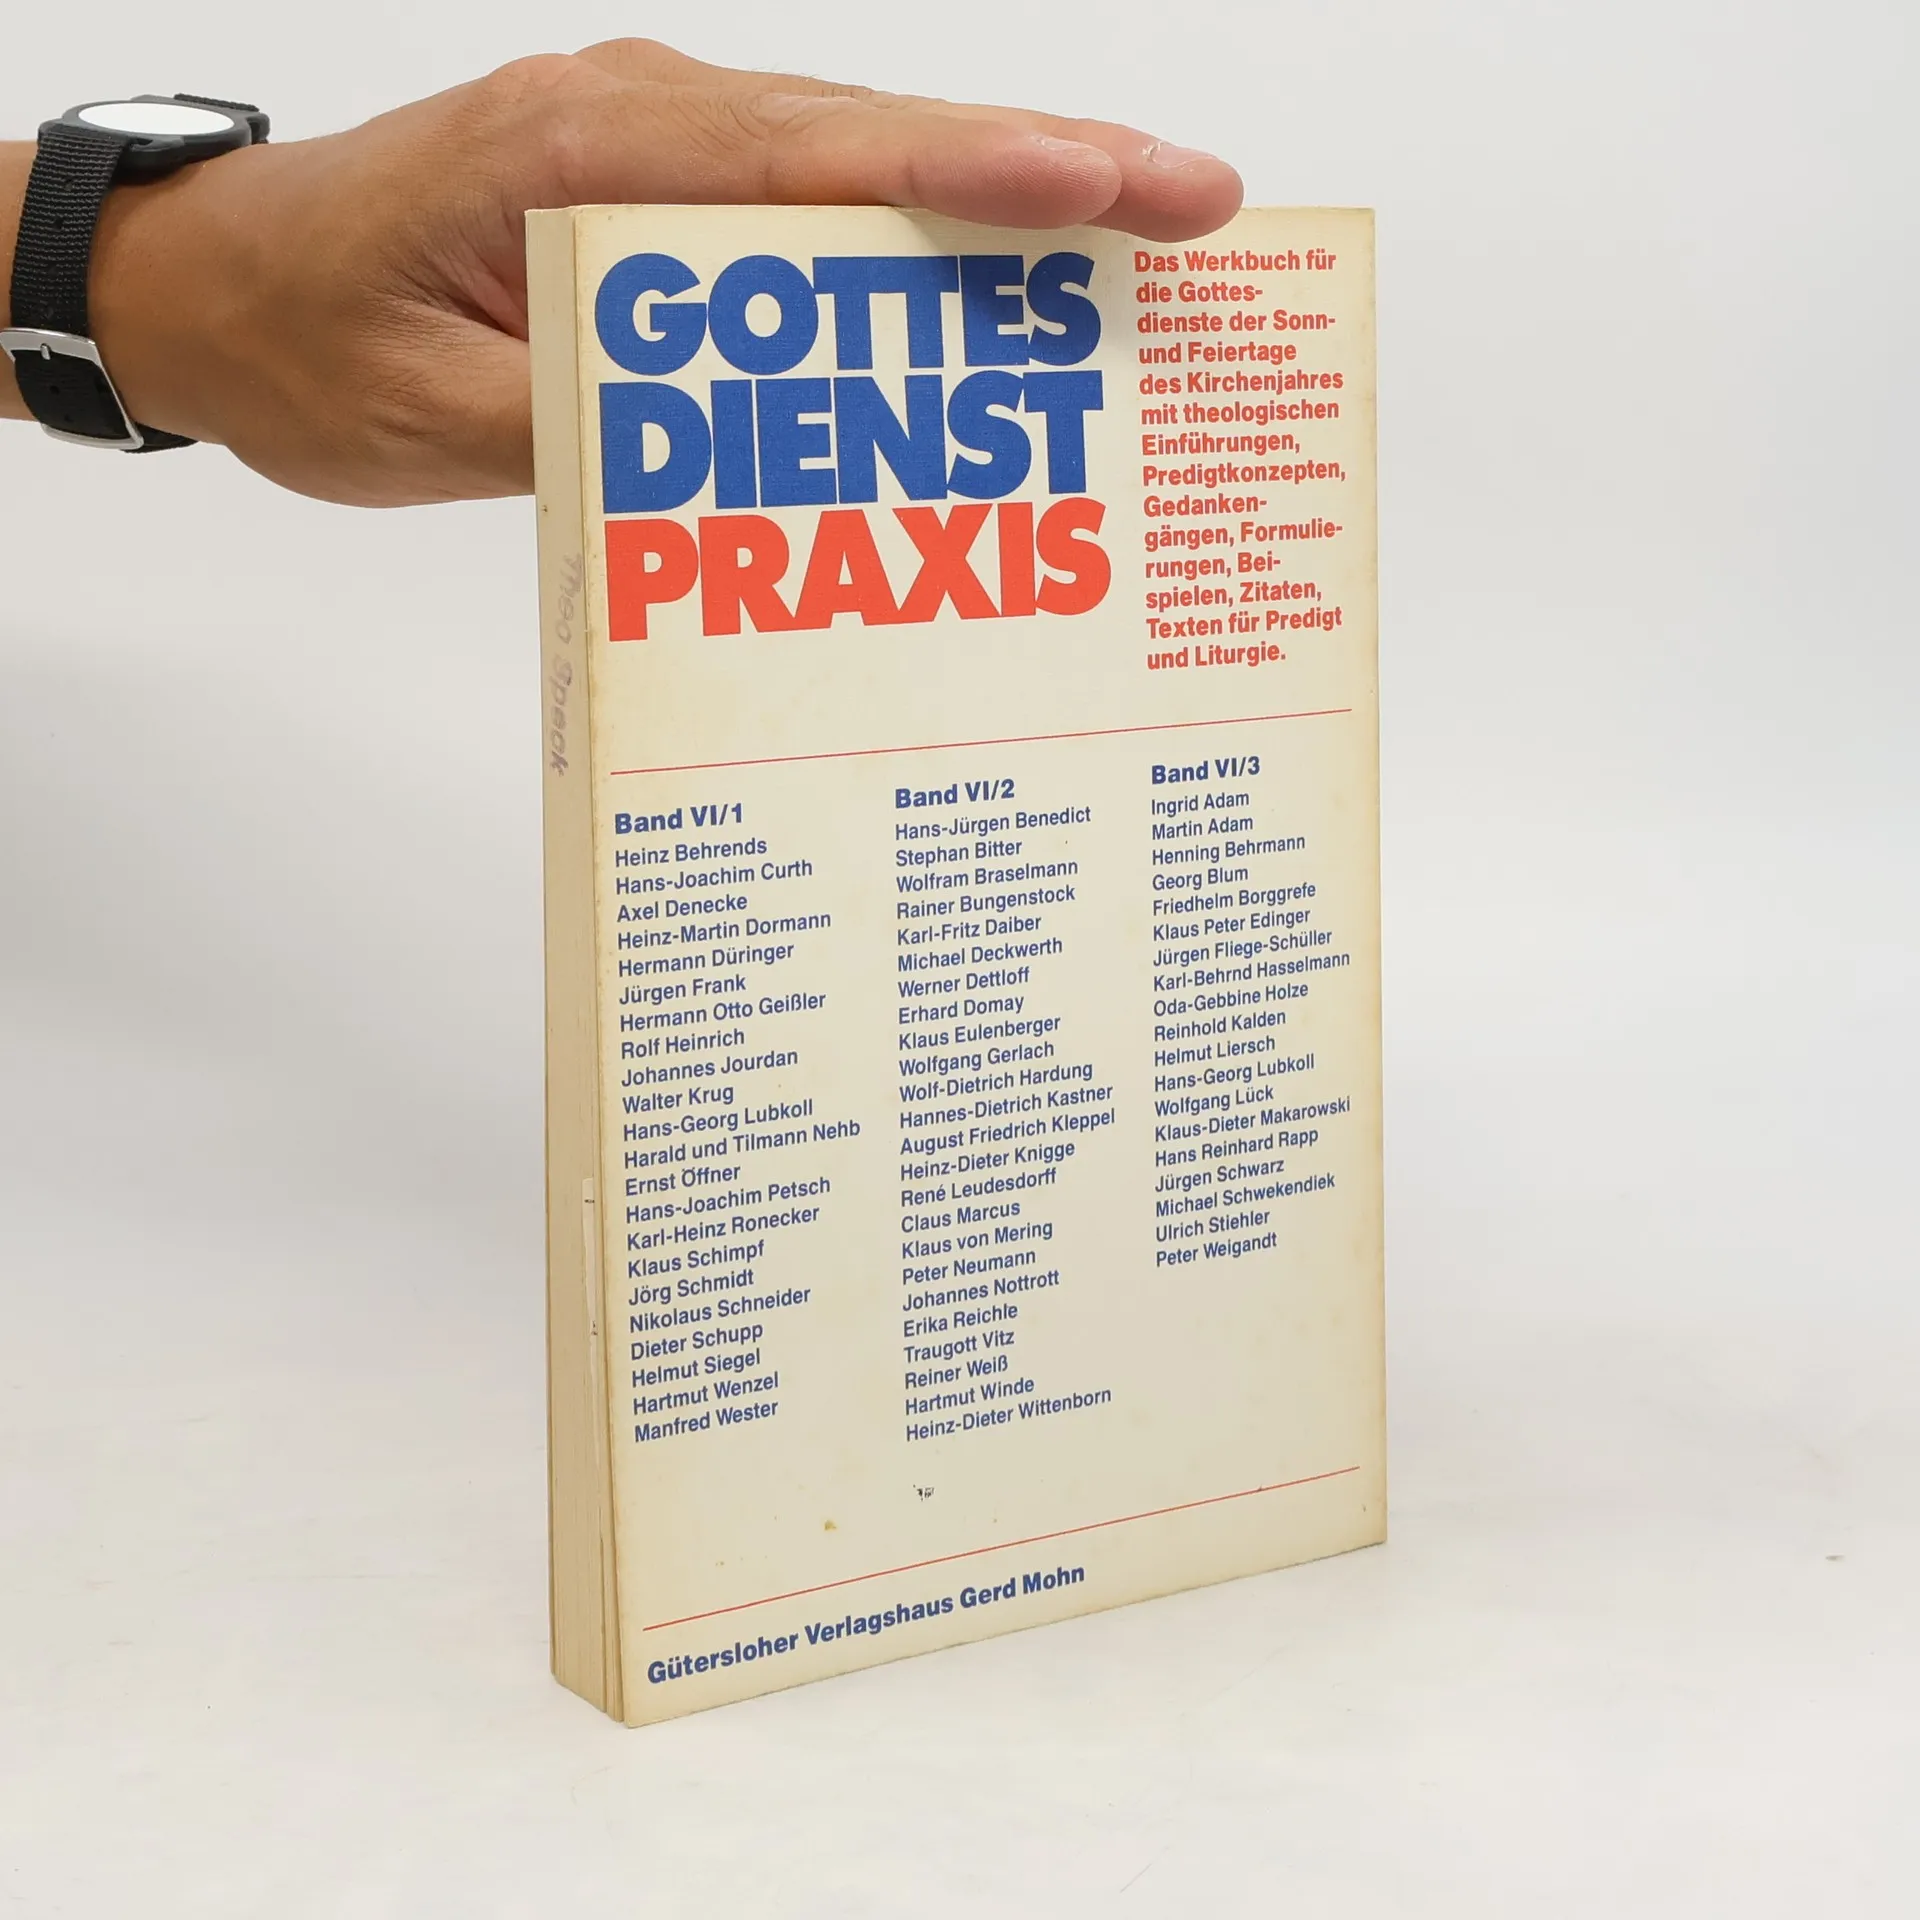 GOTTES
DIENST
PRAXIS
Das Werkbuch für
die Gottes-
dienste der Sonn-
und Feiertage
des Kirchenjahres
mit theologischen
Einführungen,
Predigtkonzepten,
Gedanken-
gängen, Formulie-
rungen, Bei-
spielen, Zitaten,
Texten für Predigt
und Liturgie.
Theo Speck
Band VI/1
Heinz Behrends
Hans-Joachim Curth
Axel Denecke
Heinz-Martin Dormann
Hermann Düringer
Jürgen Frank
Hermann Otto Geißler
Rolf Heinrich
Johannes Jourdan
Walter Krug
Hans-Georg Lubkoll
Harald und Tilmann Nehb
Ernst Öffner
Hans-Joachim Petsch
Karl-Heinz Ronecker
Klaus Schimpf
Jörg Schmidt
Nikolaus Schneider
Dieter Schupp
Helmut Siegel
Hartmut Wenzel
Manfred Wester
Band VI/2
Hans-Jürgen Benedict
Stephan Bitter
Wolfram Braselmann
Rainer Bungenstock
Karl-Fritz Daiber
Michael Deckwerth
Werner Dettloff
Erhard Domay
Klaus Eulenberger
Wolfgang Gerlach
Wolf-Dietrich Hardung
Hannes-Dietrich Kastner
August Friedrich Kleppel
Heinz-Dieter Knigge
René Leudesdorff
Claus Marcus
Klaus von Mering
Peter Neumann
Johannes Nottrott
Erika Reichle
Traugott Vitz
Reiner Weiß
Hartmut Winde
Heinz-Dieter Wittenborn
Band VI/3
Ingrid Adam
Martin Adam
Henning Behrmann
Georg Blum
Friedhelm Borggrefe
Klaus Peter Edinger
Jürgen Fliege-Schüller
Karl-Behrnd Hasselmann
Oda-Gebbine Holze
Reinhold Kalden
Helmut Liersch
Hans-Georg Lubkoll
Wolfgang Lück
Klaus-Dieter Makarowski
Hans Reinhard Rapp
Jürgen Schwarz
Michael Schwekendiek
Ulrich Stiehler
Peter Weigandt
Gütersloher Verlagshaus Gerd Mohn